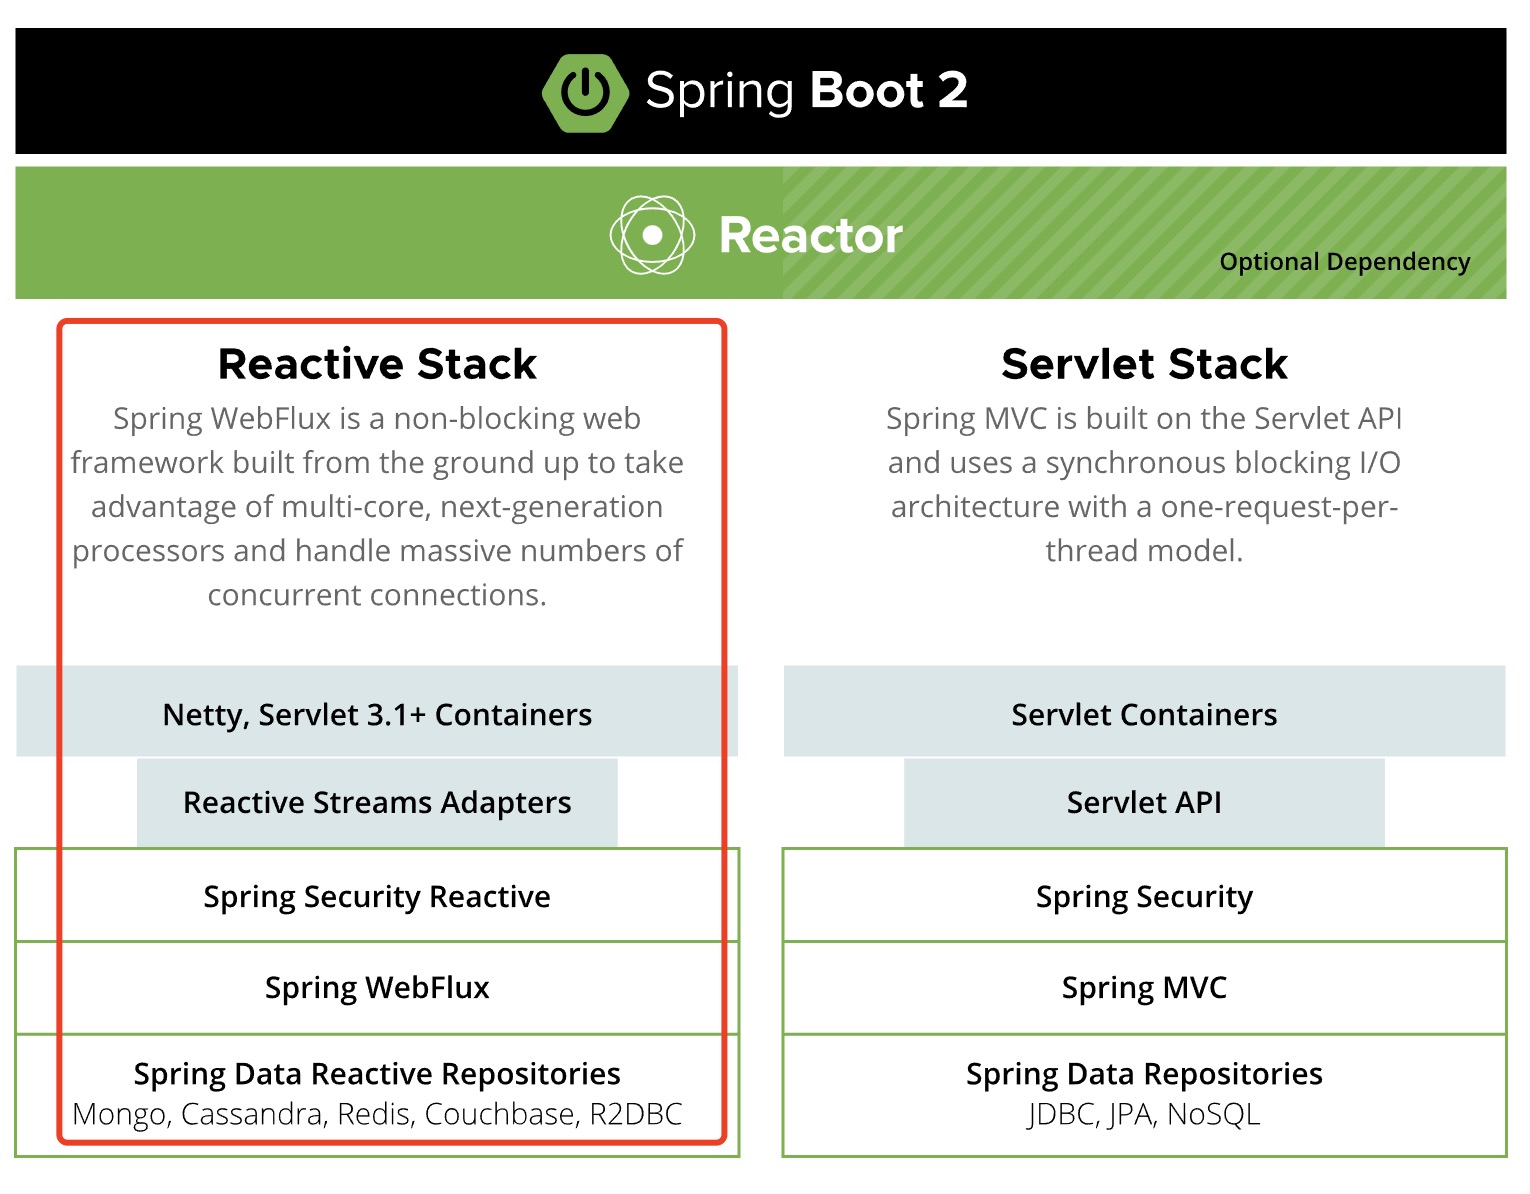 Spring Boot 2
Reactor
Optional Dependency
Reactive Stack
Spring WebFlux is a non-blocking web
framework built from the ground up to take
advantage of multi-core, next-generation
processors and handle massive numbers of
concurrent connections.
Netty, Servlet 3.1+ Containers
Reactive Streams Adapters
Spring Security Reactive
Spring WebFlux
Spring Data Reactive Repositories
Mongo, Cassandra, Redis, Couchbase, R2DBC
Servlet Stack
Spring MVC is built on the Servlet API
and uses a synchronous blocking I/O
architecture with a one-request-per-
thread model.
Servlet Containers
Servlet API
Spring Security
Spring MVC
Spring Data Repositories
JDBC, JPA, NoSQL